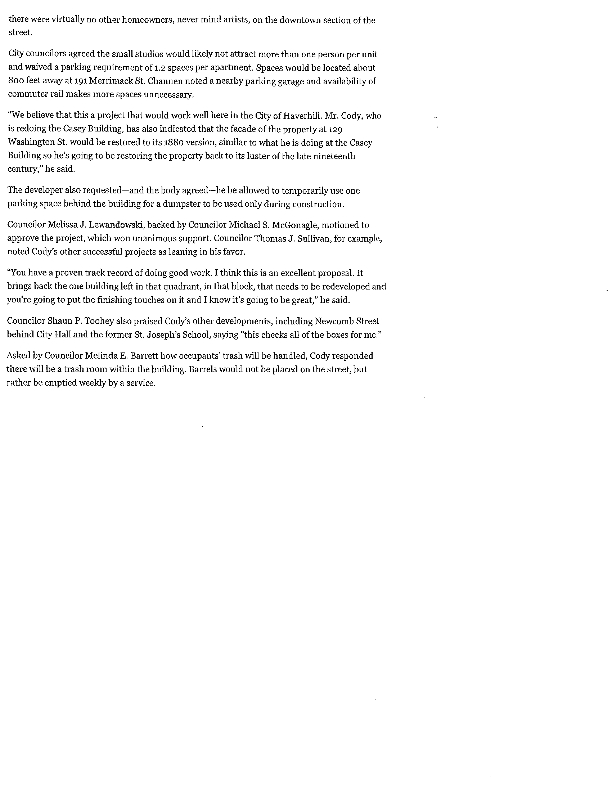 there were virtually no other homeowners, never mind artists, on the downtown section of the
street.
City councilors agreed the small studios would likely not attract more than one person per unit
and waived a parking requirement of 1.2 spaces per apartment. Spaces would be located about
800 feet away at 191 Merrimack St. Channen noted a nearby parking garage and availability of
commuter rail makes more spaces unnecessary.
“We believe that this a project that would work well here in the City of Haverhill. Mr. Cody, who
is redoing the Casey Building, has also indicated that the facade of the property at 129
Washington St. would be restored to its 1880 version, similar to what he is doing at the Casey
Building so he’s going to be restoring the property back to its luster of the late nineteenth
century,” he said.
The developer also requested—and the body agreed—he be allowed to temporarily use one
parking space behind the building for a dumpster to be used only during construction.
Councilor Melissa J. Lewandowski, backed by Councilor Michael S. McGonagle, motioned to
approve the project, which won unanimous support. Councilor Thomas J. Sullivan, for example,
noted Cody’s other successful projects as leaning in his favor.
“You have a proven track record of doing good work. I think this is an excellent proposal. It
brings back the one building left in that quadrant, in that block, that needs to be redeveloped and
you’re going to put the finishing touches on it and I know it’s going to be great,” he said.
Councilor Shaun P. Toohey also praised Cody’s other developments, including Newcomb Street
behind City Hall and the former St. Joseph’s School, saying “this checks all of the boxes for me.”
Asked by Councilor Melinda E. Barrett how occupants’ trash will be handled, Cody responded
there will be a trash room within the building. Barrels would not be placed on the street, but
rather be emptied weekly by a service.